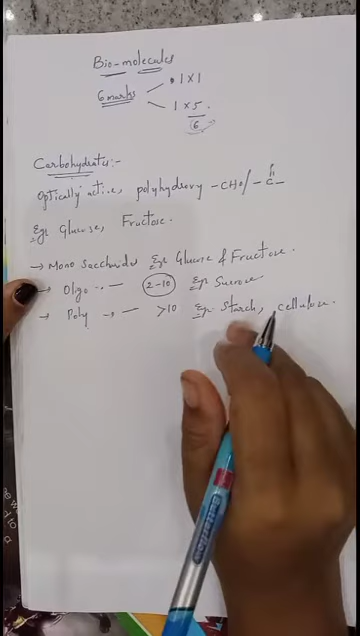 Bio-molecules
6 marks
1 x 1
1 x 5.
6
Carbohydrates:-
Optically active, polyhydroxy -CHO/-C-
Eg: Glucose, Fructose.
→ Mono Saccharides Eg Glucose & Fructose.
→ Oligo -"- 2-10 Eg Sucrose
→ Poly -"- >10 Eg: Starch, cellulose.